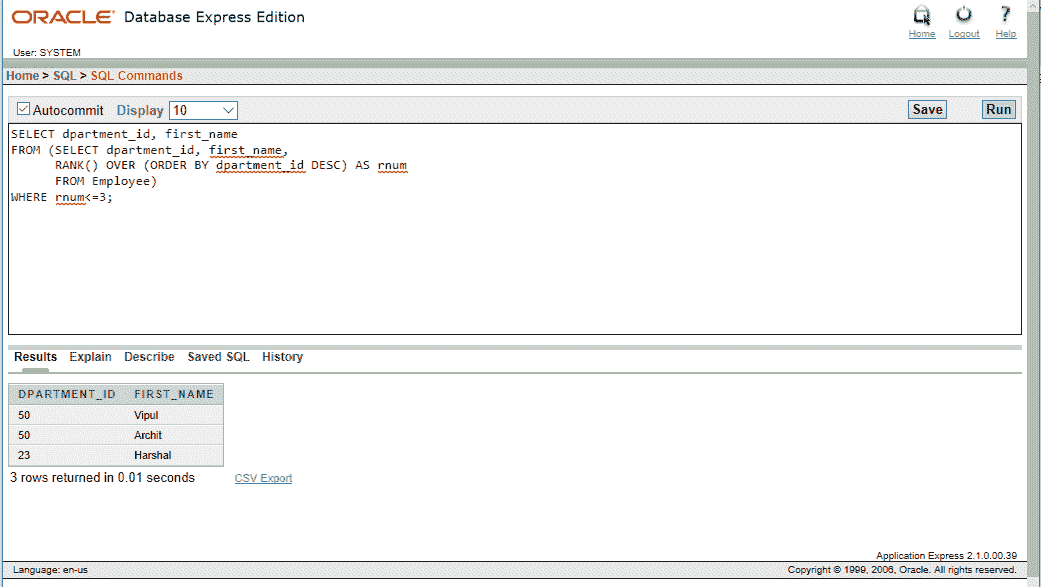 ORACLE Database Express Edition
Home Logout Help
User: SYSTEM
Home > SQL > SQL Commands
Autocommit Display 10 Save Run
SELECT dpartment_id, first_name
FROM (SELECT dpartment_id, first_name,
RANK() OVER (ORDER BY dpartment_id DESC) AS rnum
FROM Employee)
WHERE rnum<=3;
Results Explain Describe Saved SQL History
DPARTMENT_ID FIRST_NAME
50 Vipul
50 Archit
23 Harshal
3 rows returned in 0.01 seconds CSV Export
Application Express 2.1.0.00.39
Language: en-us Copyright © 1999, 2006, Oracle. All rights reserved.